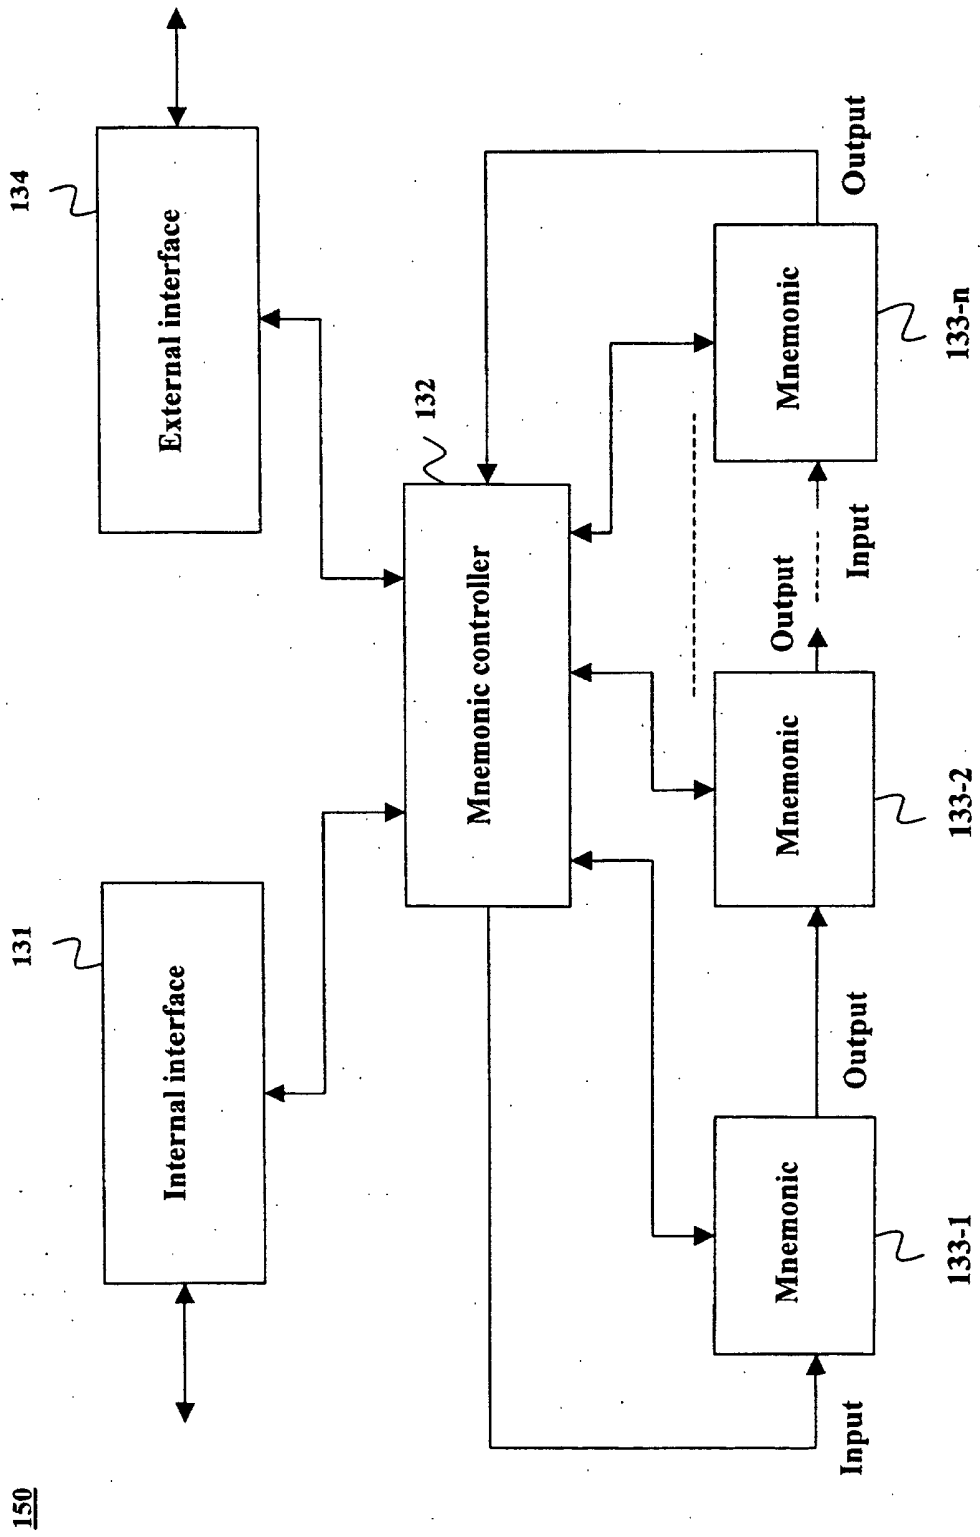 150
131
134
Internal interface
External interface
132
Mnemonic controller
Mnemonic
Mnemonic
Mnemonic
Input
Output
Output
Input
Output
133-1
133-2
133-n